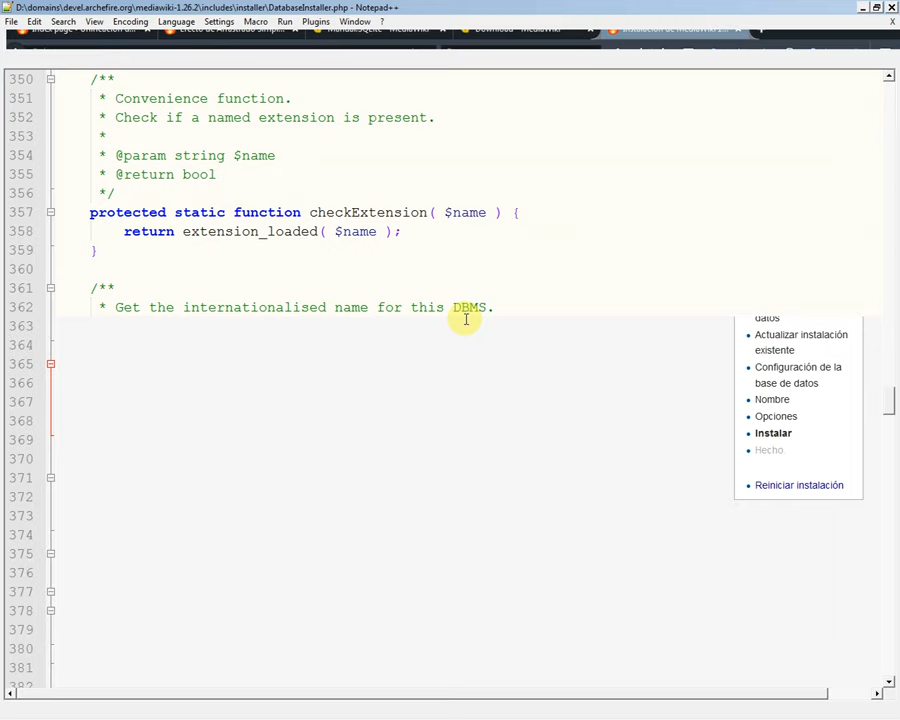 D:\domains\devel.archefire.org\mediawiki-1.26.2\includes\installer\DatabaseInstaller.php - Notepad++
File Edit Search View Encoding Language Settings Macro Run Plugins Window ? X
350 /**
351 * Convenience function.
352 * Check if a named extension is present.
353 *
354 * @param string $name
355 * @return bool
356 */
357 protected static function checkExtension( $name ) {
358 return extension_loaded( $name );
359 }
360
361 /**
362 * Get the internationalised name for this DBMS.
363
364
365
366
367
368
369
370
371
372
373
374
375
376
377
378
379
380
381
382
datos
Actualizar instalación
existente
Configuración de la
base de datos
Nombre
Opciones
Instalar
Hecho.
Reiniciar instalación